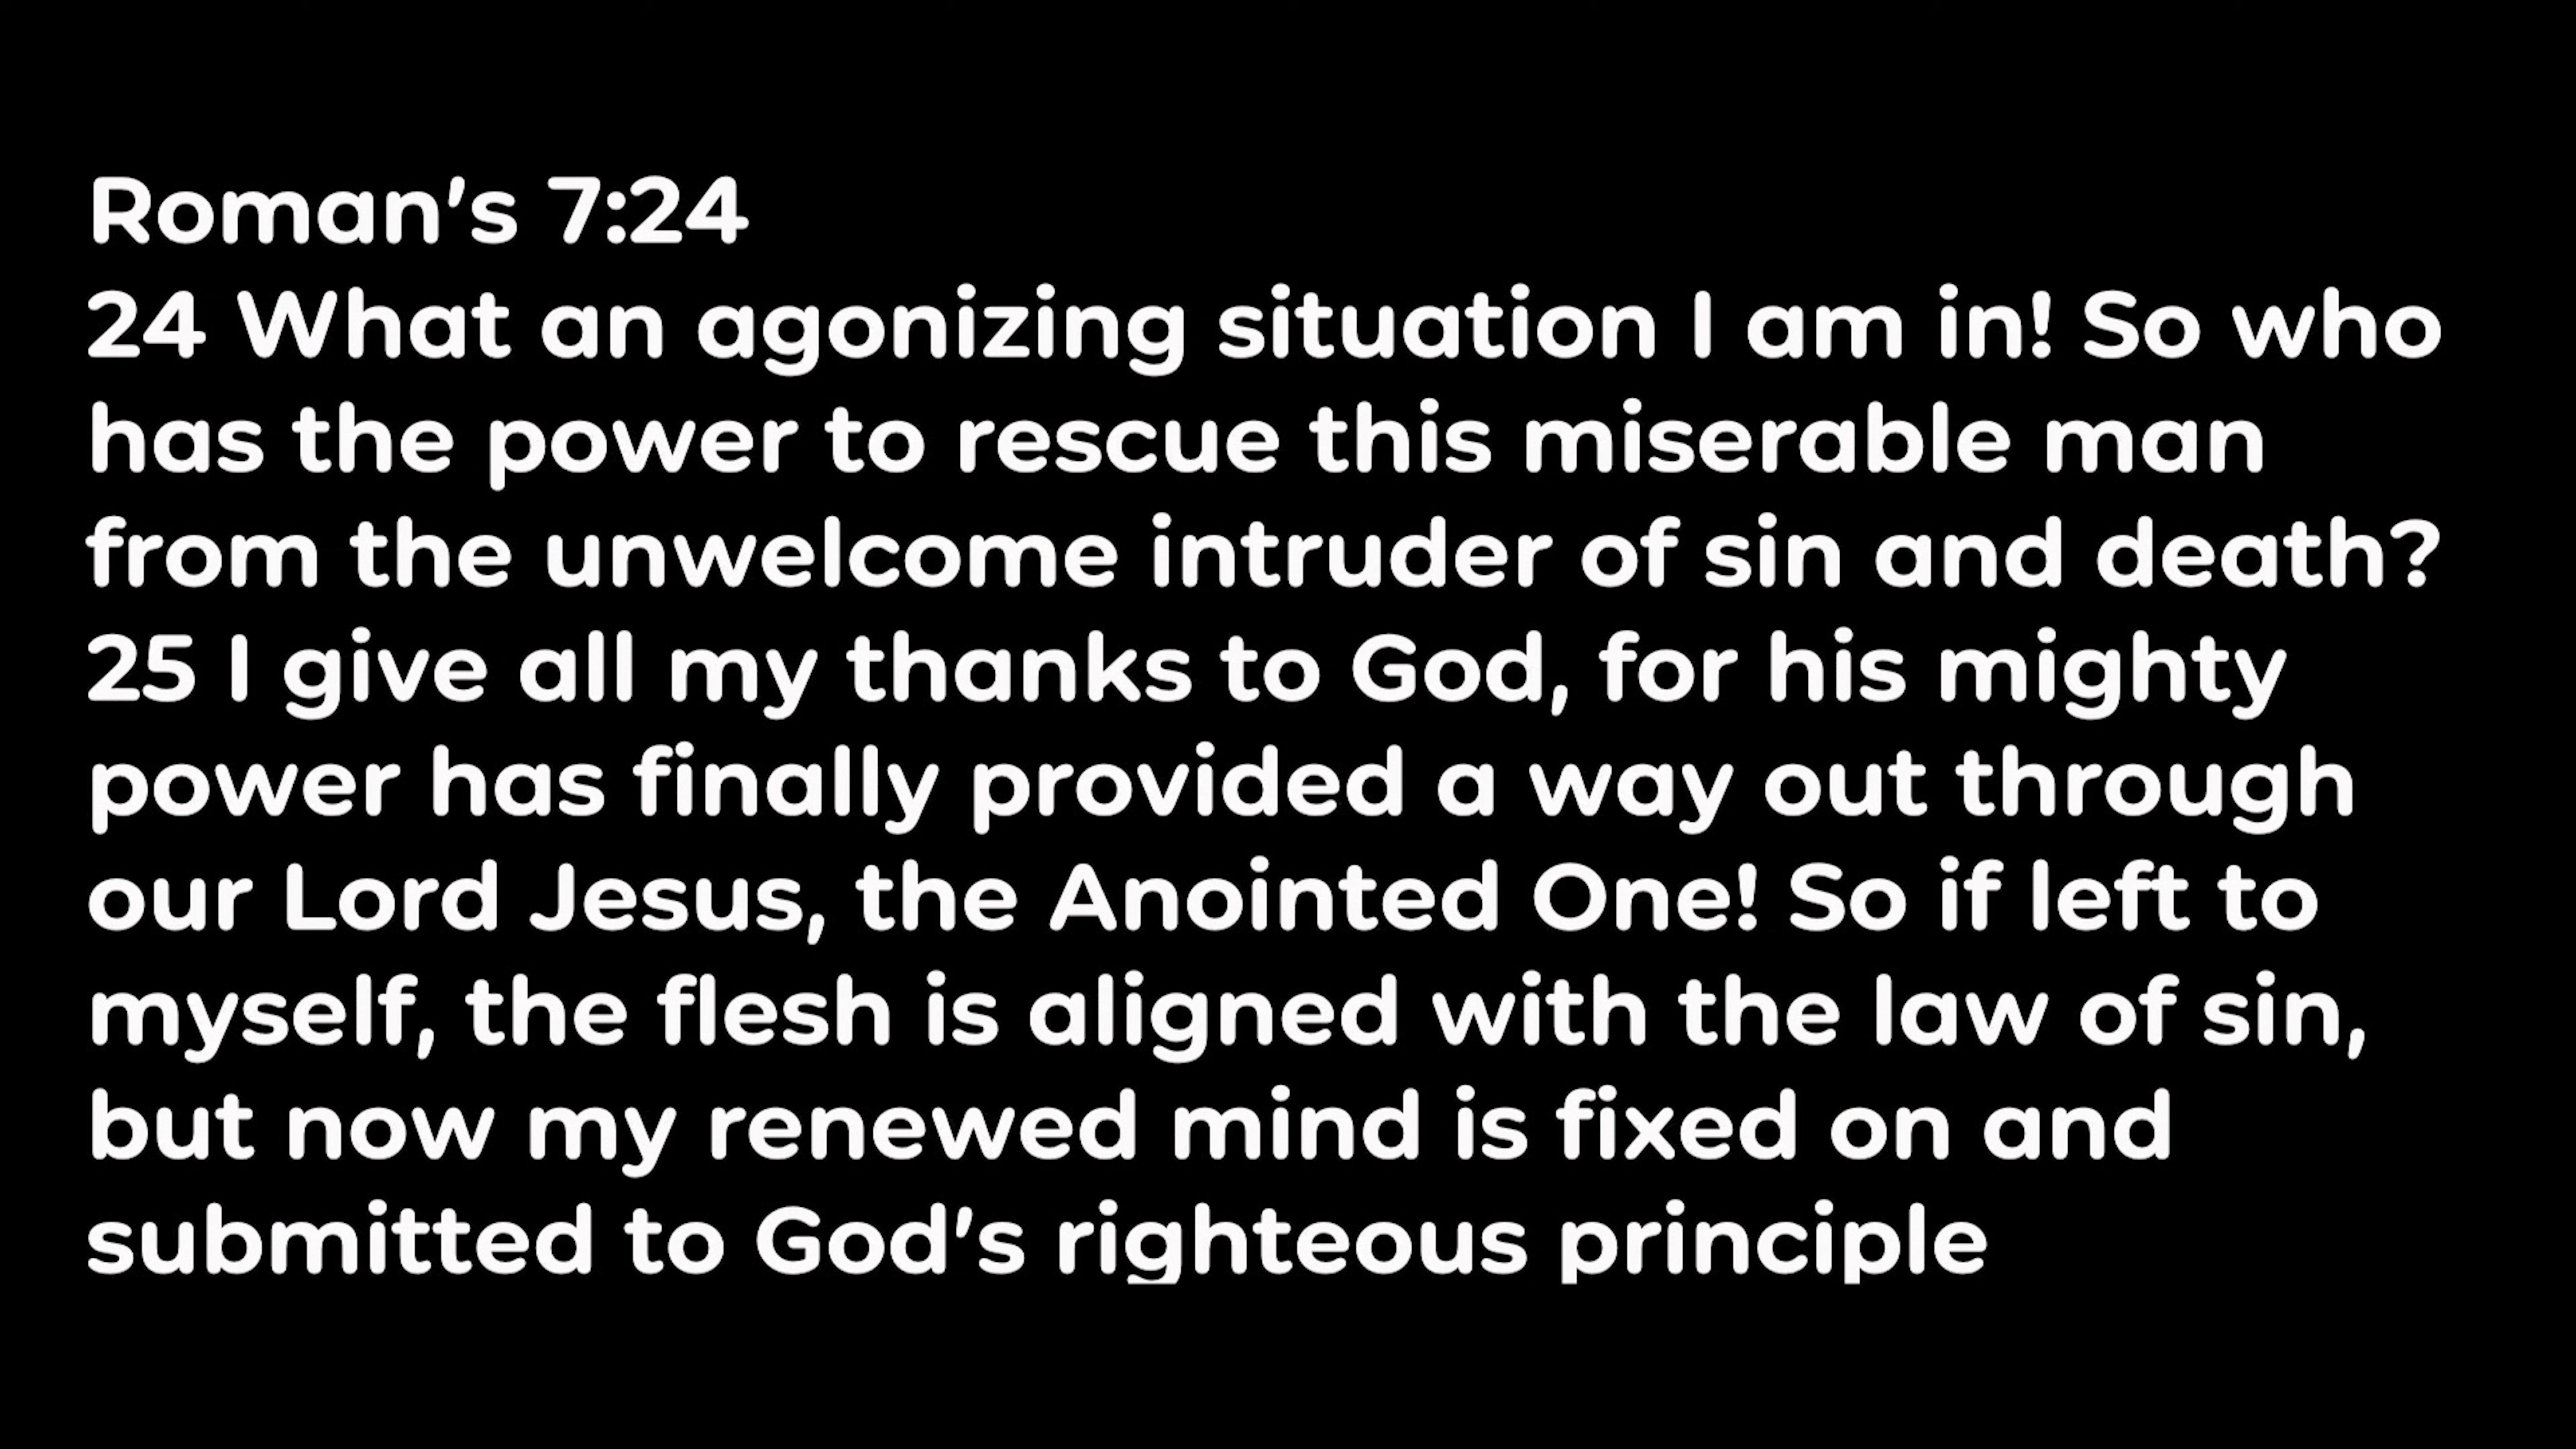 Roman's 7:24
24 What an agonizing situation I am in! So who
has the power to rescue this miserable man
from the unwelcome intruder of sin and death?
25 I give all my thanks to God, for his mighty
power has finally provided a way out through
our Lord Jesus, the Anointed One! So if left to
myself, the flesh is aligned with the law of sin,
but now my renewed mind is fixed on and
submitted to God's righteous principle